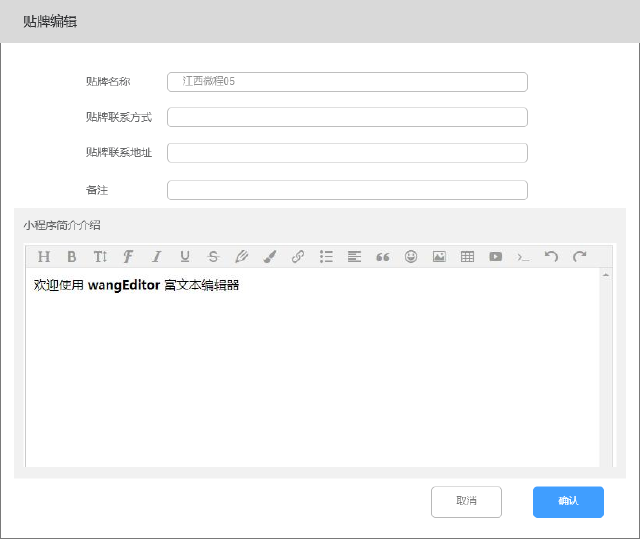 贴牌编辑
贴牌名称 江西微程05
贴牌联系方式
贴牌联系地址
备注
小程序简介介绍
欢迎使用 wangEditor 富文本编辑器
取消 确认